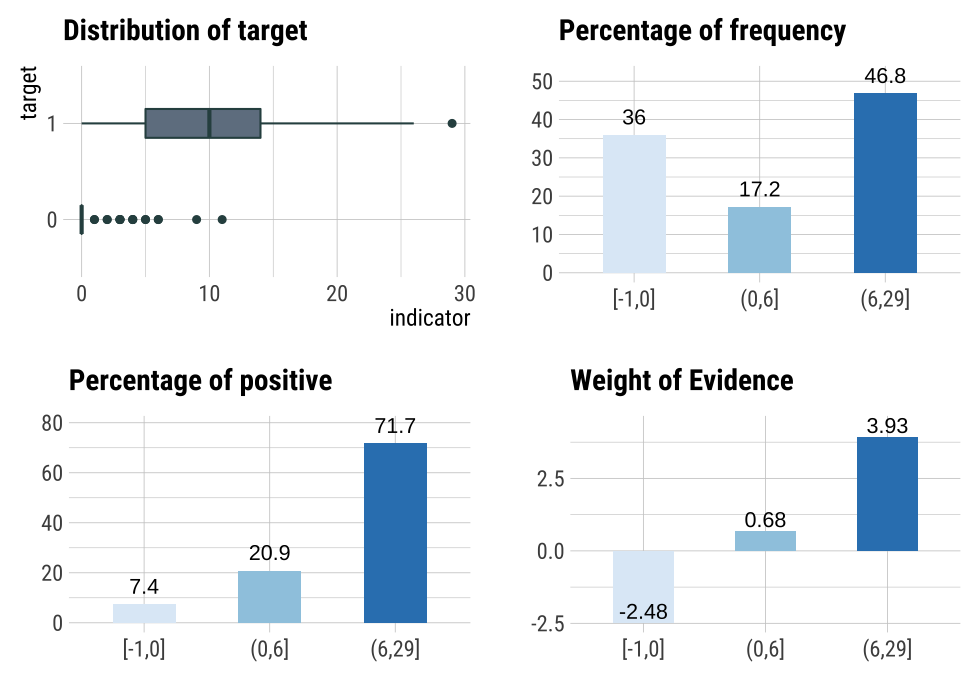 Distribution of target
target
1
0
0 10 20 30
indicator
Percentage of frequency
50
40
30
20
10
0
36
17.2
46.8
[-1,0] (0,6] (6,29]
Percentage of positive
80
60
40
20
0
7.4
20.9
71.7
[-1,0] (0,6] (6,29]
Weight of Evidence
2.5
0.0
-2.5
-2.48
0.68
3.93
[-1,0] (0,6] (6,29]